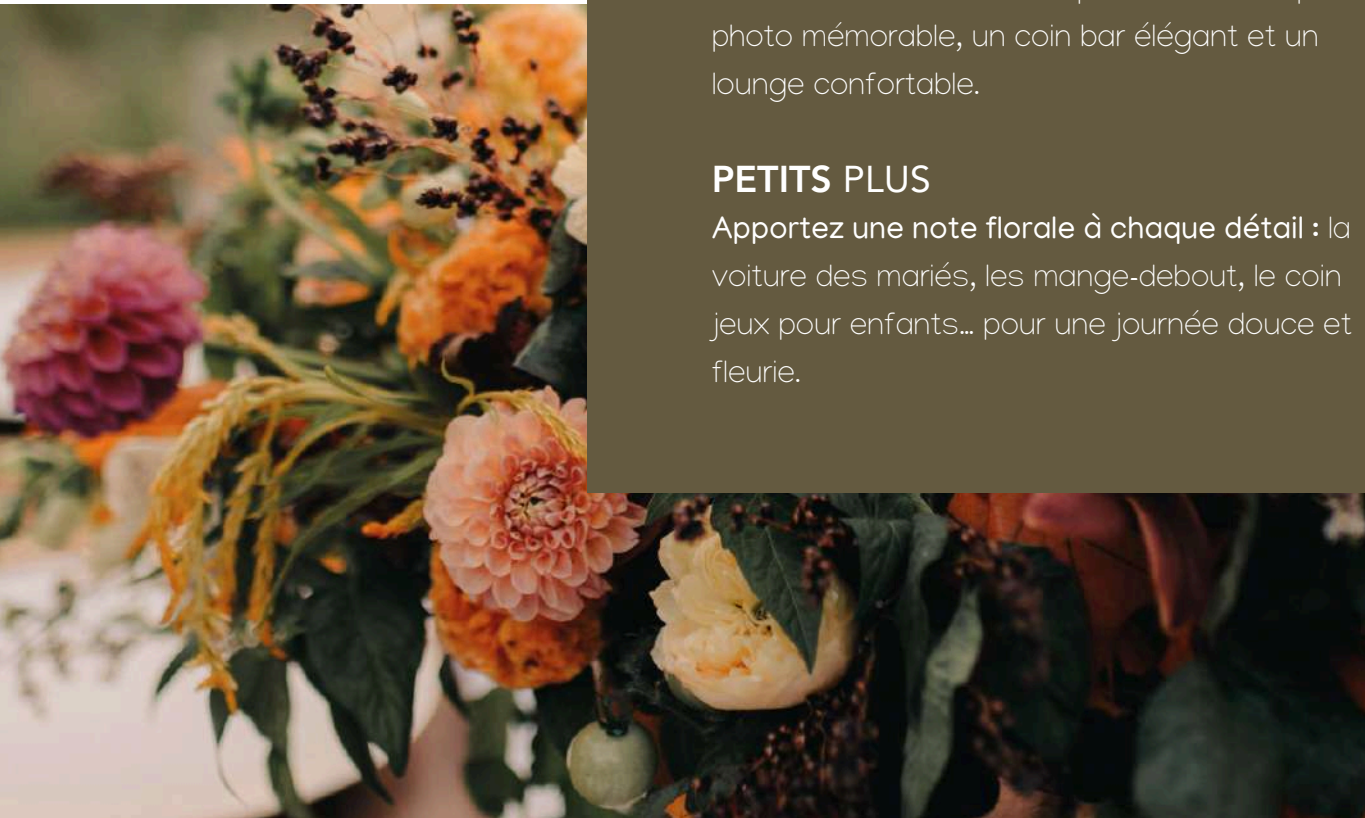 photo mémorable, un coin bar élégant et un
lounge confortable.
PETITS PLUS
Apportez une note florale à chaque détail : la
voiture des mariés, les mange-debout, le coin
jeux pour enfants... pour une journée douce et
fleurie.